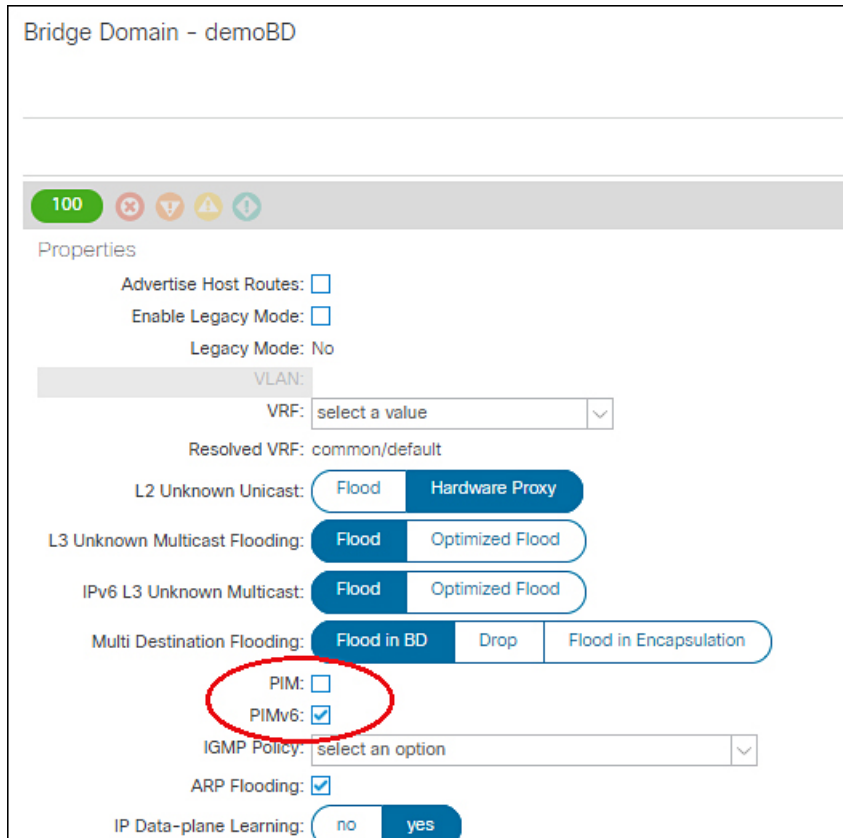 Bridge Domain - demoBD
100
Properties
Advertise Host Routes:
Enable Legacy Mode:
Legacy Mode: No
VLAN:
VRF: select a value
Resolved VRF: common/default
L2 Unknown Unicast: Flood Hardware Proxy
L3 Unknown Multicast Flooding: Flood Optimized Flood
IPv6 L3 Unknown Multicast: Flood Optimized Flood
Multi Destination Flooding: Flood in BD Drop Flood in Encapsulation
PIM:
PIMv6:
IGMP Policy: select an option
ARP Flooding:
IP Data-plane Learning: no yes